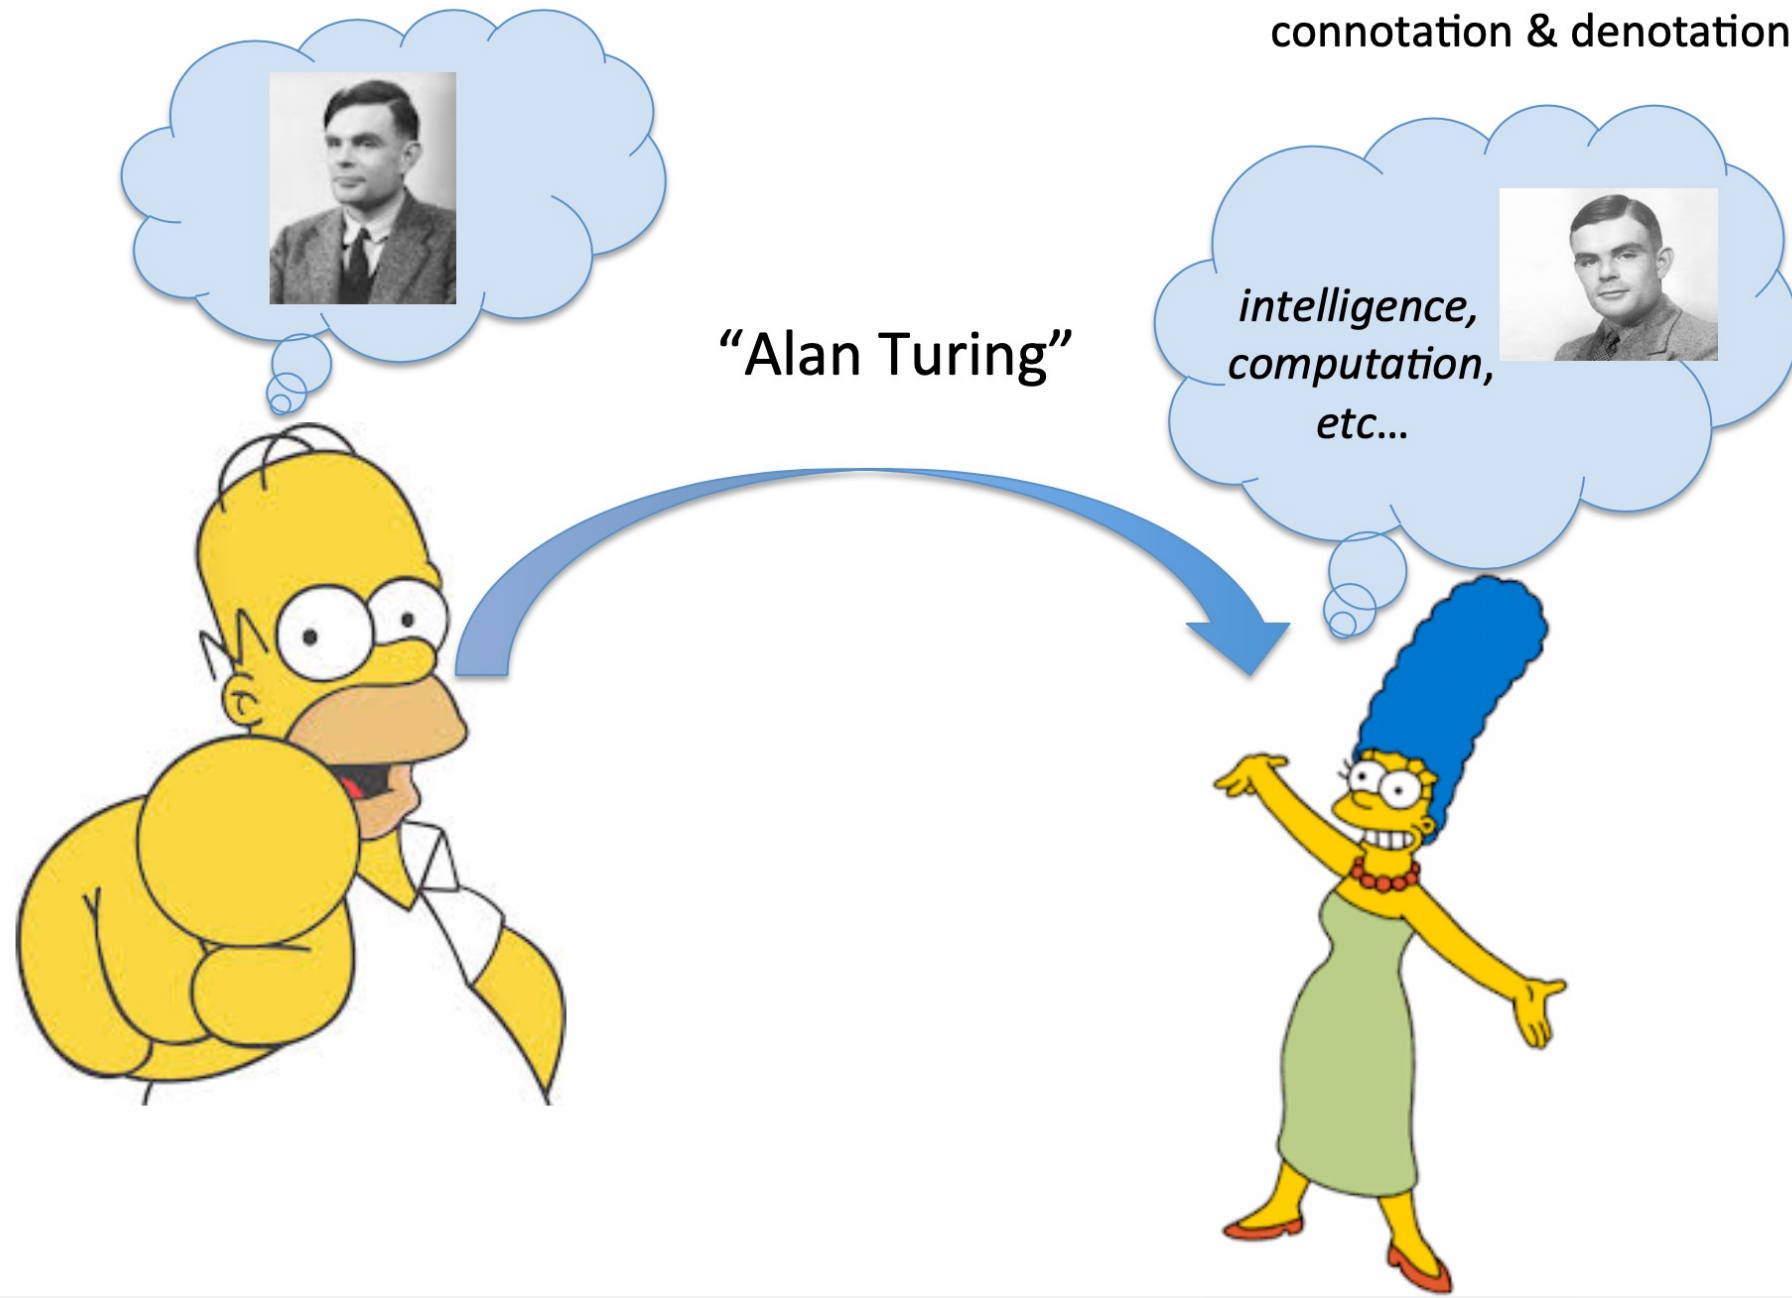 connotation & denotation
“Alan Turing”
intelligence,
computation,
etc...